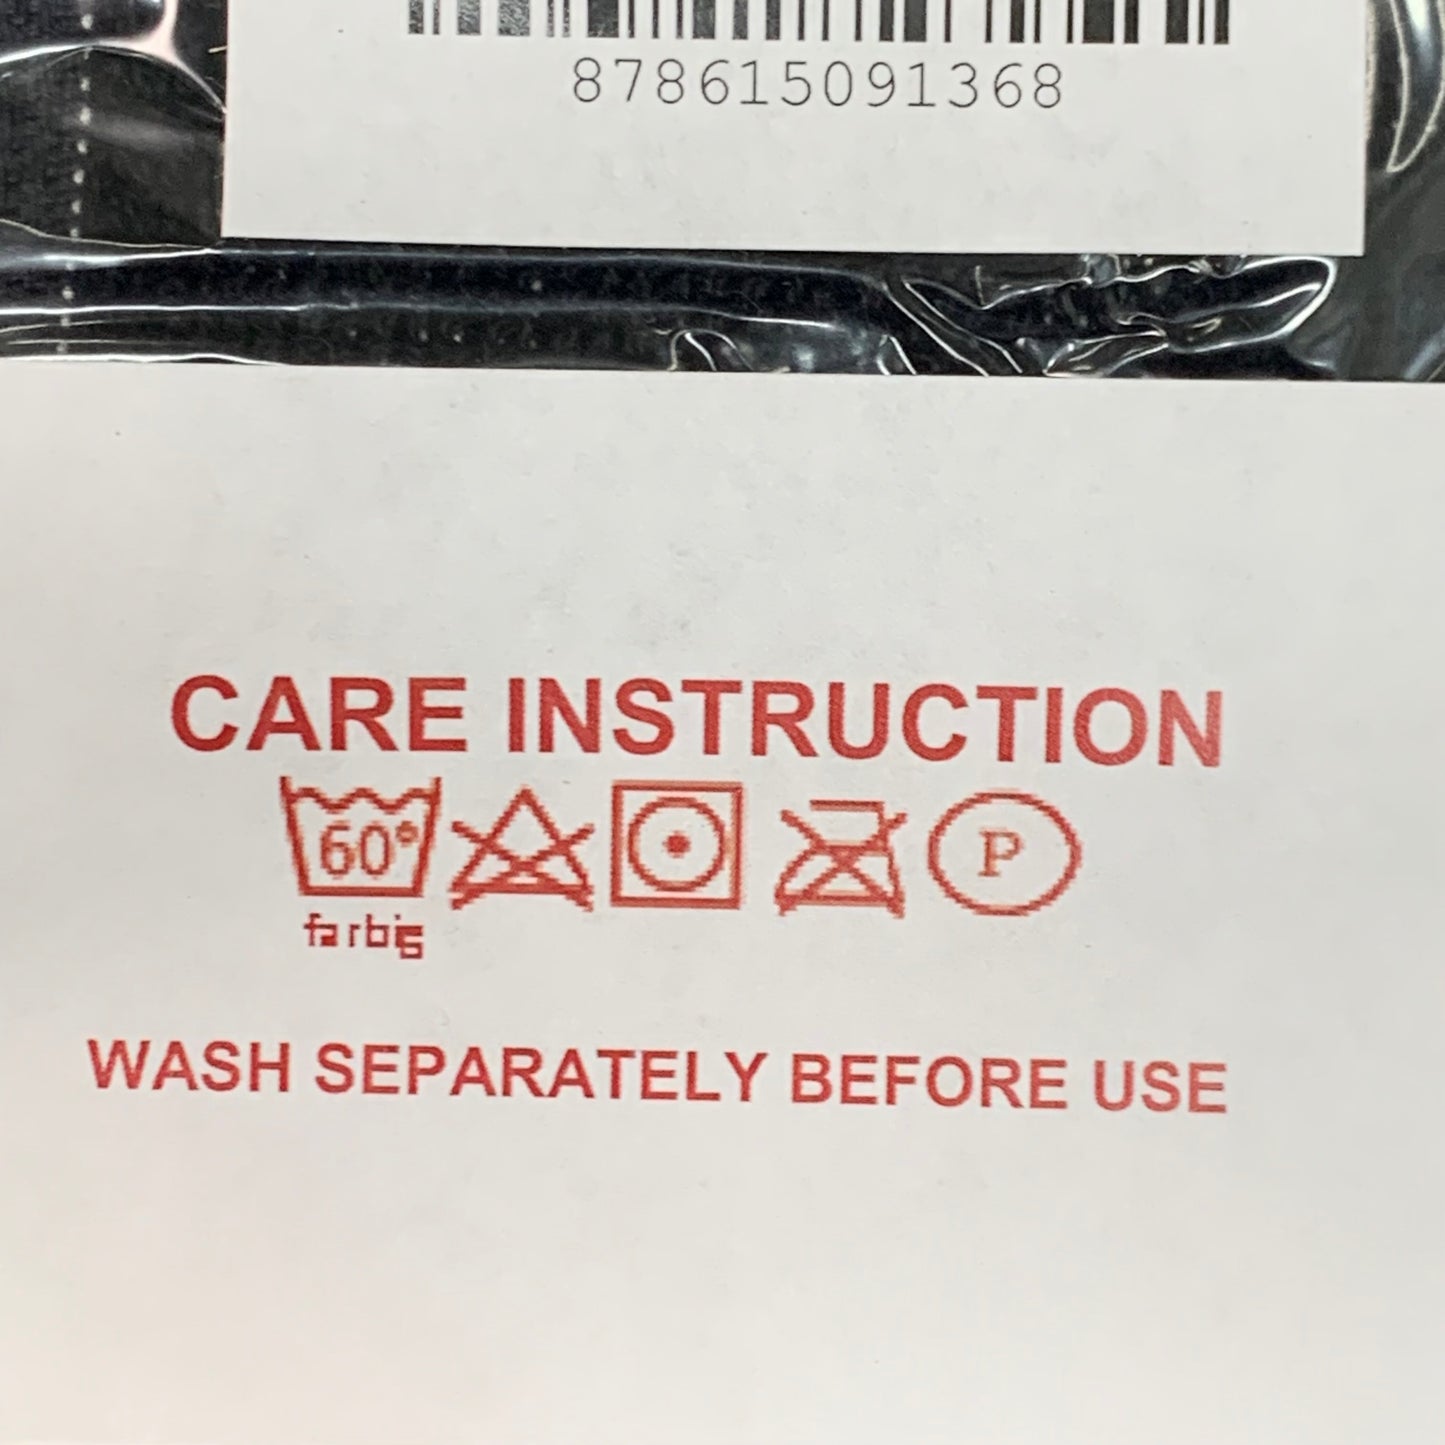 878615091368
CARE INSTRUCTION
60° P
farbig
WASH SEPARATELY BEFORE USE